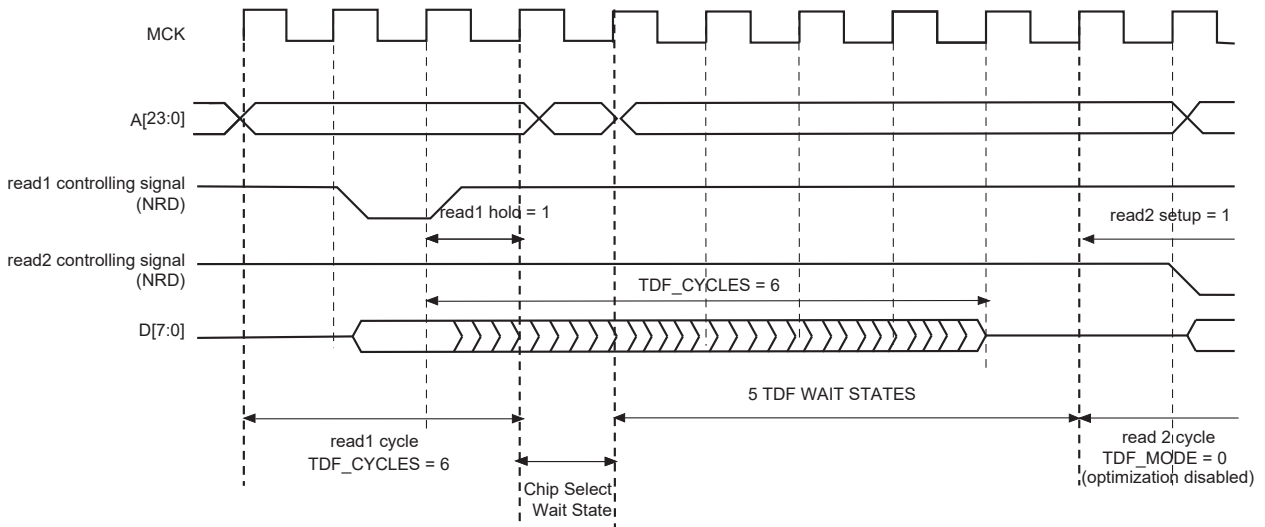 MCK
A[23:0]
read1 controlling signal
(NRD)
read1 hold = 1
read2 setup = 1
read2 controlling signal
(NRD)
TDF_CYCLES = 6
D[7:0]
5 TDF WAIT STATES
read1 cycle
TDF_CYCLES = 6
read 2 cycle
TDF_MODE = 0
(optimization disabled)
Chip Select
Wait State